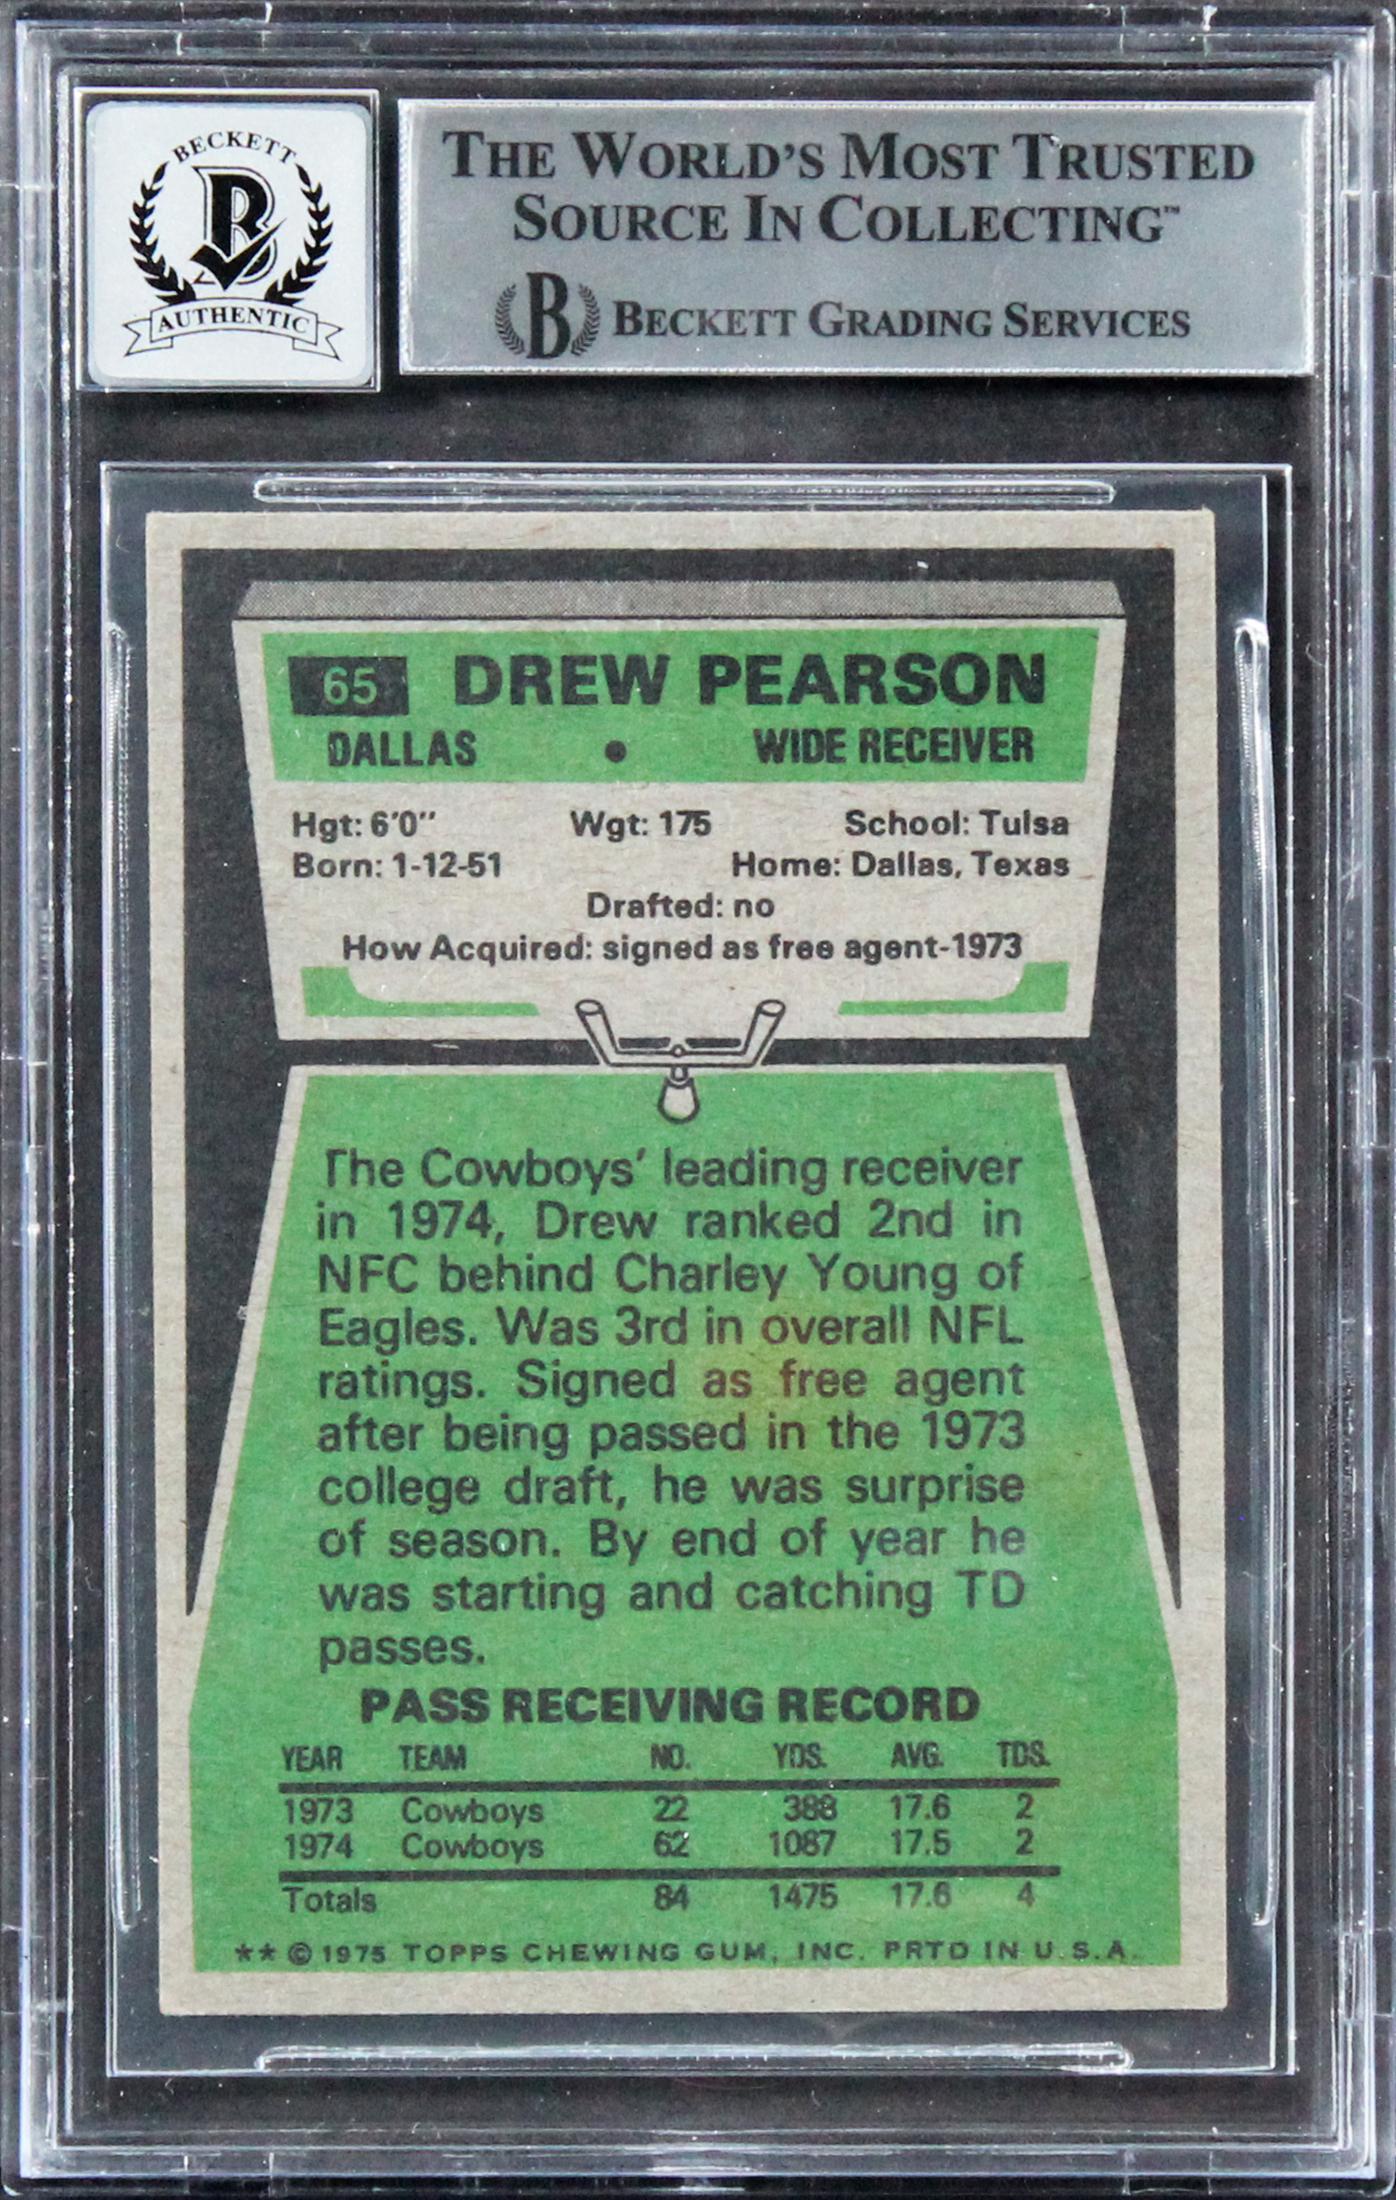 BECKETT
B
AUTHENTIC
THE WORLD'S MOST TRUSTED
SOURCE IN COLLECTING™
B BECKETT GRADING SERVICES
65 DREW PEARSON
DALLAS • WIDE RECEIVER
Hgt: 6'0" Wgt: 175 School: Tulsa
Born: 1-12-51 Home: Dallas, Texas
Drafted: no
How Acquired: signed as free agent-1973
The Cowboys' leading receiver
in 1974, Drew ranked 2nd in
NFC behind Charley Young of
Eagles. Was 3rd in overall NFL
ratings. Signed as free agent
after being passed in the 1973
college draft, he was surprise
of season. By end of year he
was starting and catching TD
passes.
PASS RECEIVING RECORD
YEAR TEAM NO. YDS. AVG. TDS.
1973 Cowboys 22 388 17.6 2
1974 Cowboys 62 1087 17.5 2
Totals 84 1475 17.6 4
** © 1975 TOPPS CHEWING GUM, INC. PRTD IN U.S.A.